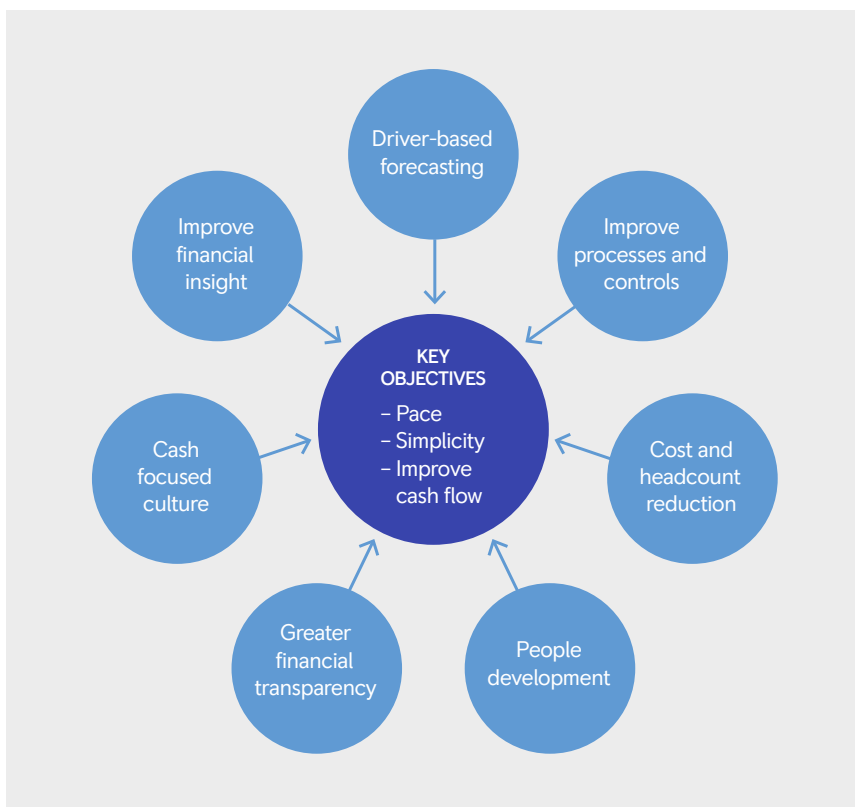 Driver-based
forecasting
Improve
financial
insight
Improve
processes and
controls
KEY
OBJECTIVES
– Pace
– Simplicity
– Improve
cash flow
Cash
focused
culture
Cost and
headcount
reduction
Greater
financial
transparency
People
development